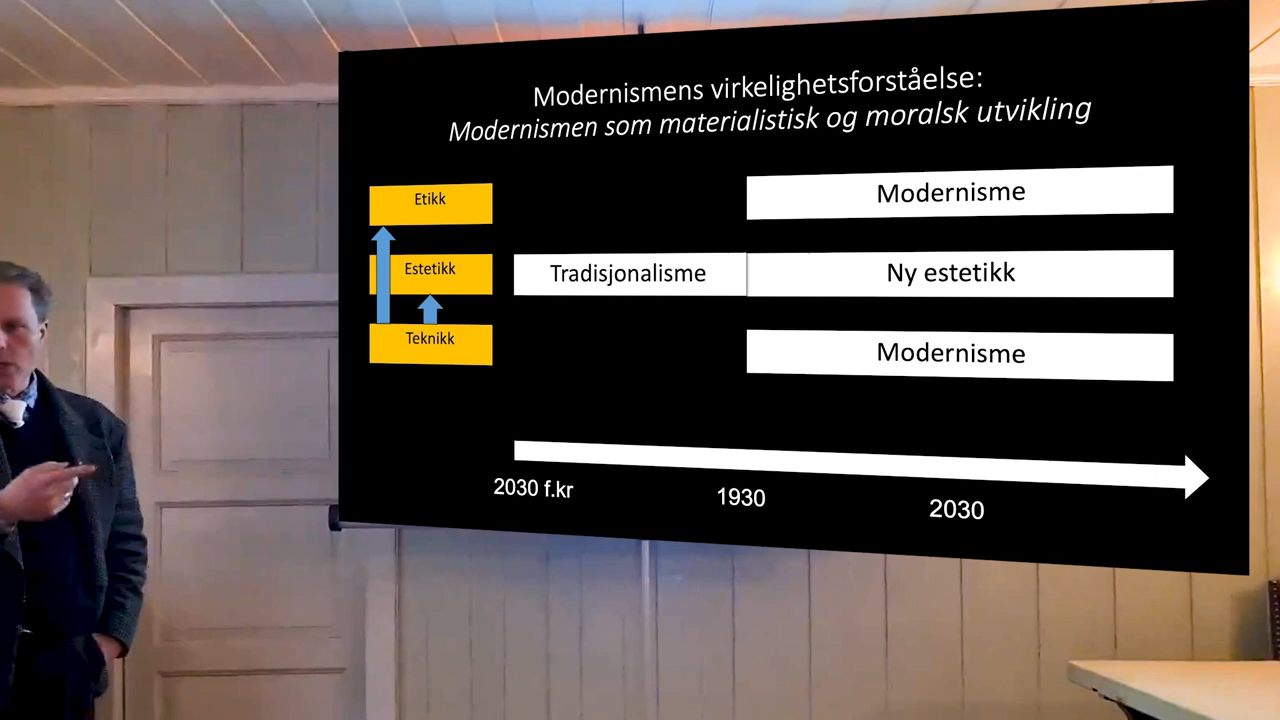 Modernismens virkelighetsforståelse:
Modernismen som materialistisk og moralsk utvikling
Etikk
Modernisme
Estetikk
Tradisjonalisme
Ny estetikk
Teknikk
Modernisme
2030 f.kr
1930
2030